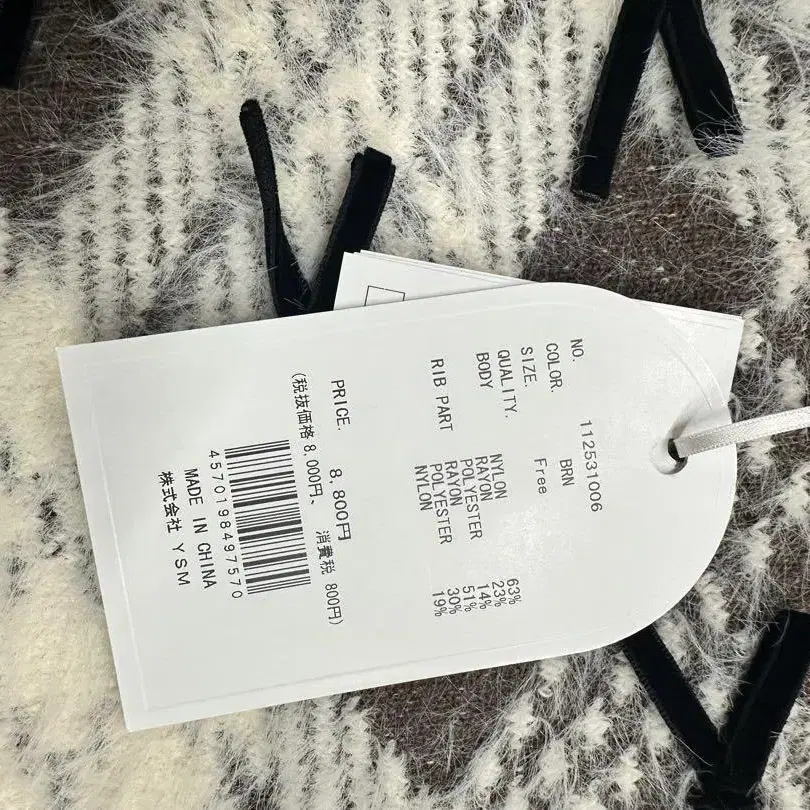 NO. 112531006
COLOR. BRN
SIZE. Free
QUALITY.
BODY NYLON 63%
RAYON 23%
POLYESTER 14%
RIB PART RAYON 51%
POLYESTER 30%
NYLON 19%
PRICE. 8,800円
(税抜価格 8,000円、 消費税 800円)
4570198497570
MADE IN CHINA
株式会社 YSM